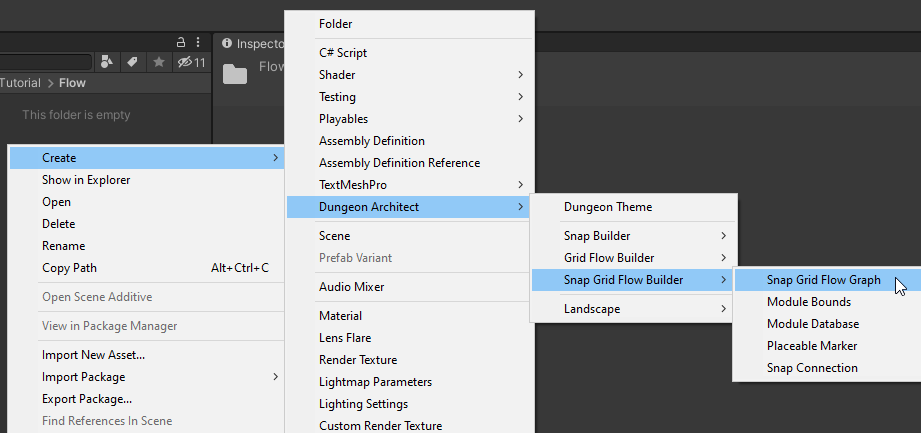 Inspecto
11
Flow
Tutorial > Flow
This folder is empty
Create
Show in Explorer
Open
Delete
Rename
Copy Path Alt+Ctrl+C
Open Scene Additive
View in Package Manager
Import New Asset...
Import Package
Export Package...
Find References In Scene
Folder
C# Script
Shader
Testing
Playables
Assembly Definition
Assembly Definition Reference
TextMeshPro
Dungeon Architect
Scene
Prefab Variant
Audio Mixer
Material
Lens Flare
Render Texture
Lightmap Parameters
Lighting Settings
Custom Render Texture
Dungeon Theme
Snap Builder
Grid Flow Builder
Snap Grid Flow Builder
Landscape
Snap Grid Flow Graph
Module Bounds
Module Database
Placeable Marker
Snap Connection